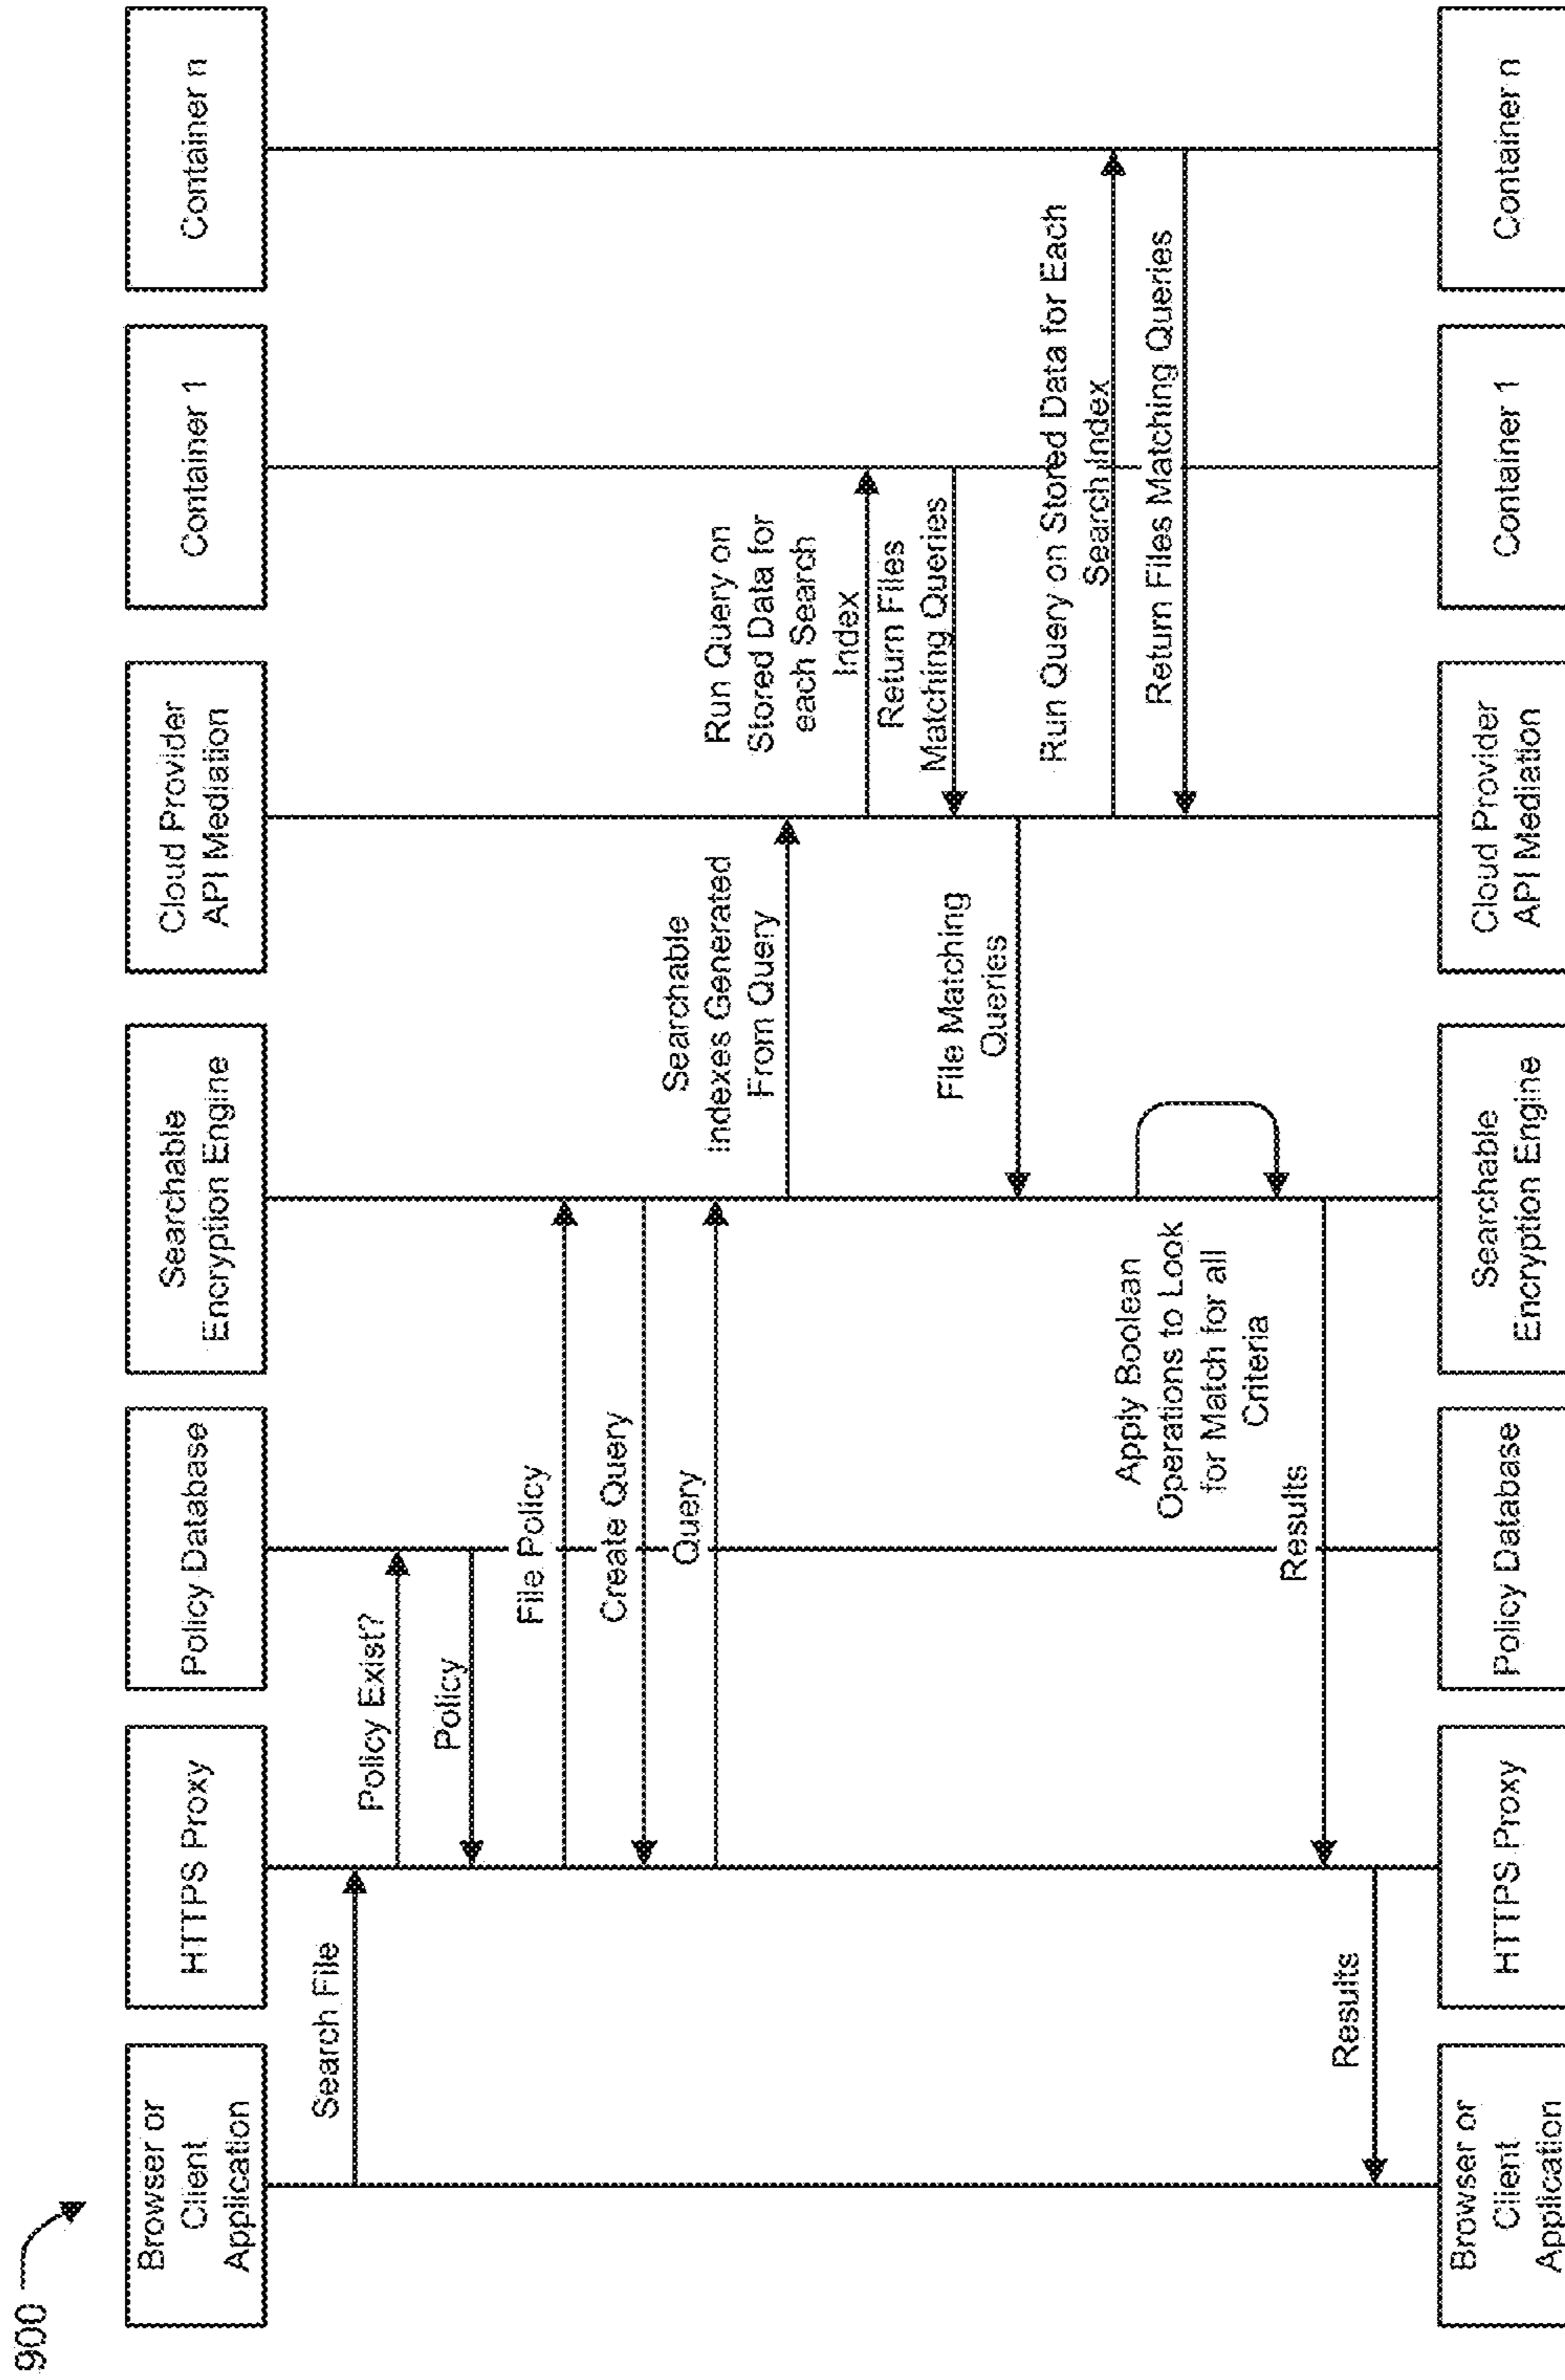 900
Browser or
Client
Application
HTTPS Proxy
Policy Database
Searchable
Encryption Engine
Cloud Provider
API Mediation
Container 1
Container n
Search File
Policy Exist?
Policy
File Policy
Create Query
Query
Searchable
Indexes Generated
From Query
Run Query on
Stored Data for
each Search
Index
Return Files
Matching Queries
File Matching
Queries
Run Query on Stored Data for Each
Search Index
Return Files Matching Queries
Apply Boolean
Operations to Look
for Match for all
Criteria
Results
Results
Browser or
Client
Application
HTTPS Proxy
Policy Database
Searchable
Encryption Engine
Cloud Provider
API Mediation
Container 1
Container n